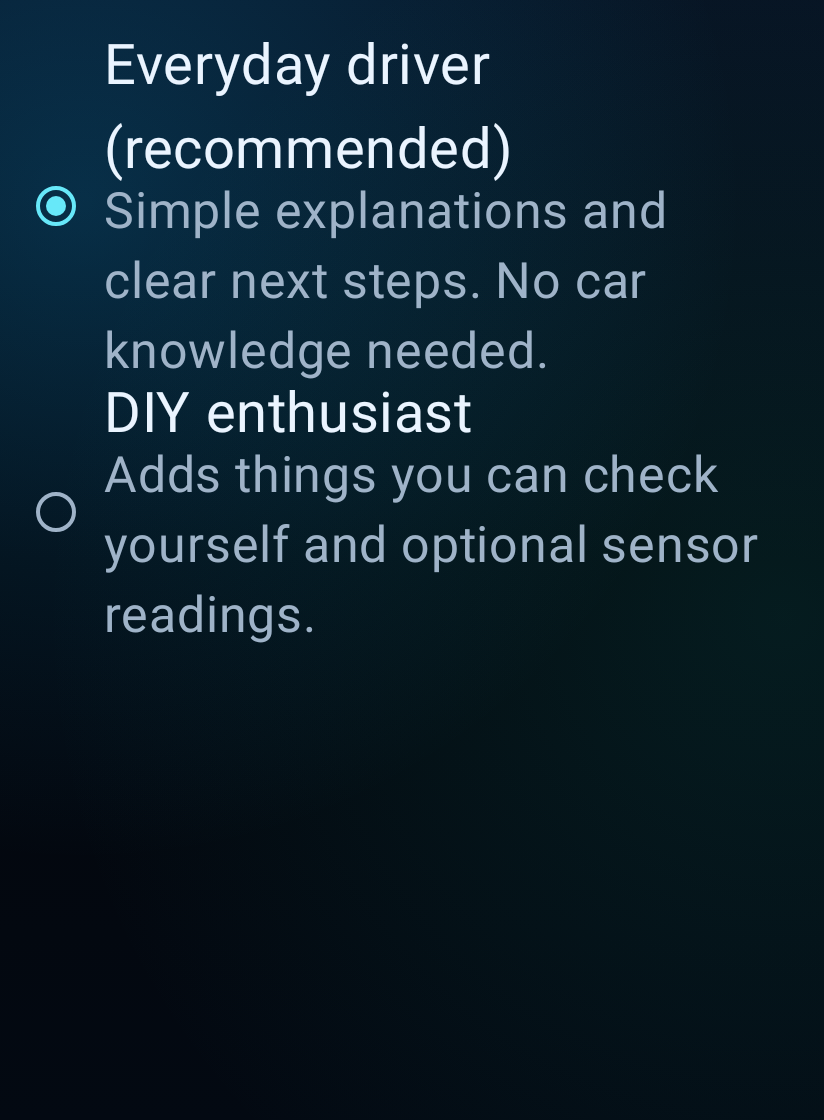 Everyday driver
(recommended)
Simple explanations and
clear next steps. No car
knowledge needed.
DIY enthusiast
Adds things you can check
yourself and optional sensor
readings.